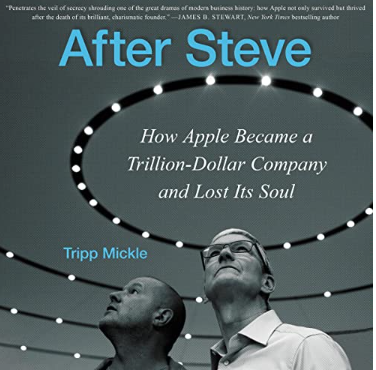 "Penetrates the veil of secrecy shrouding one of the great dramas of modern business history: how Apple not only survived but thrived
after the death of its brilliant, charismatic founder."—JAMES B. STEWART, New York Times bestselling author
After Steve
How Apple Became a
Trillion-Dollar Company
and Lost Its Soul
Tripp Mickle